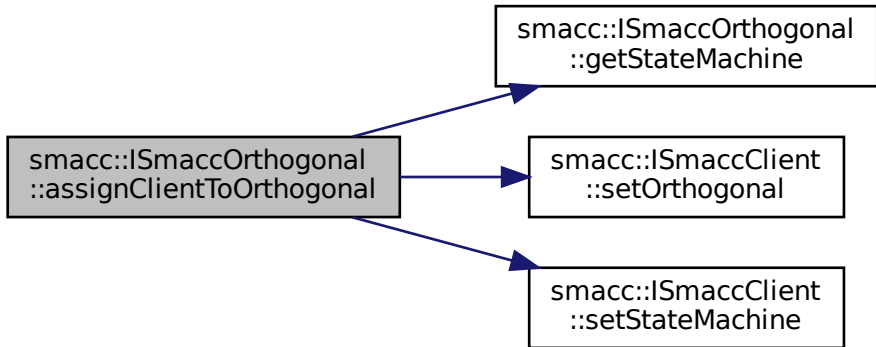 smacc::ISmaccOrthogonal
::getStateMachine
smacc::ISmaccOrthogonal
::assignClientToOrthogonal
smacc::ISmaccClient
::setOrthogonal
smacc::ISmaccClient
::setStateMachine